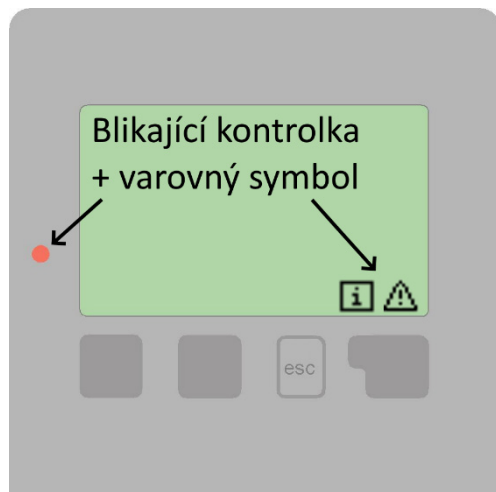 Blikající kontrolka
+ varovný symbol
i
esc